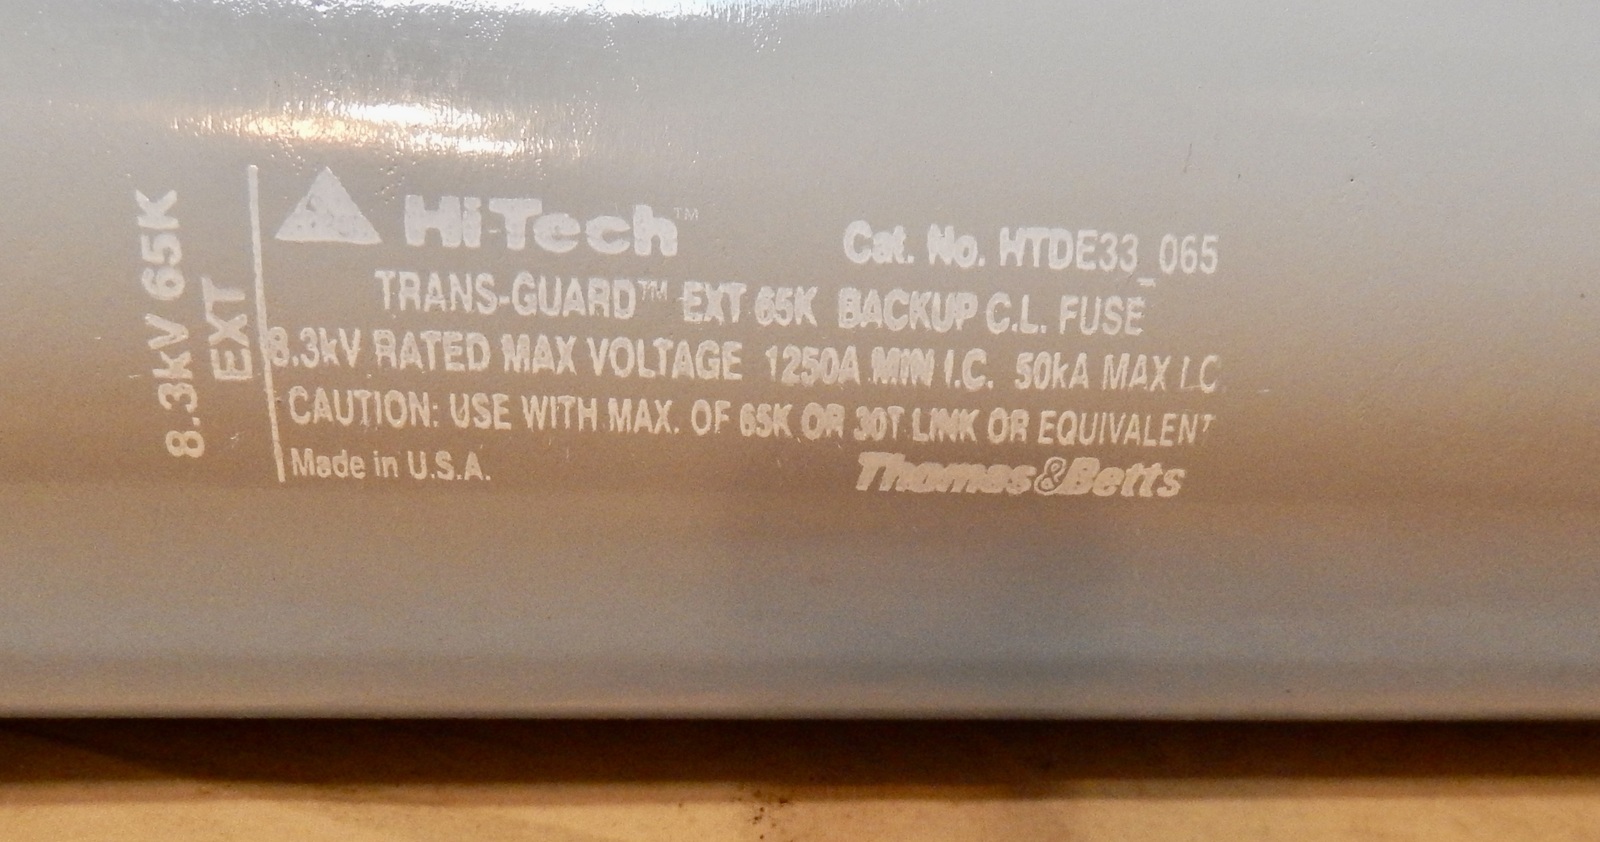 8.3kV 65K
EXT
Hi-Tech™
Cat. No. HTDE33_065
TRANS-GUARD™ EXT 65K BACKUP C.L. FUSE
8.3kV RATED MAX VOLTAGE 1250A MIN I.C. 50kA MAX I.C
CAUTION: USE WITH MAX. OF 65K OR 30T LINK OR EQUIVALENT
Made in U.S.A.
Thomas&Betts